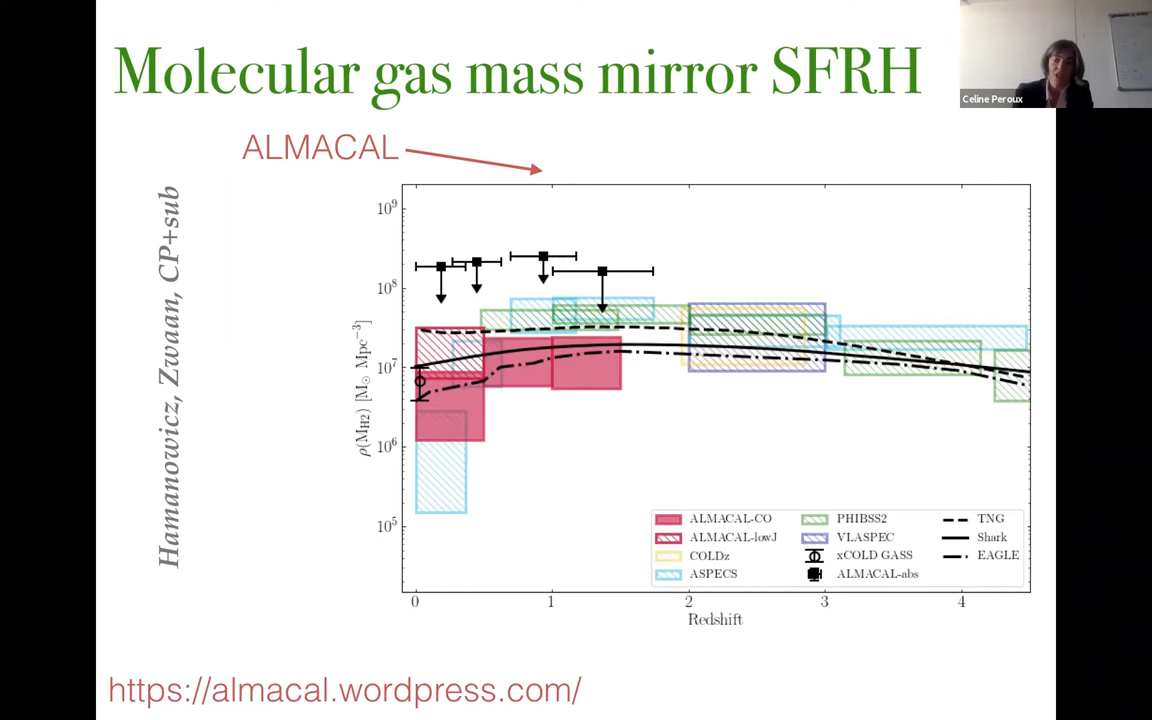 Molecular gas mass mirror SFRH
Celine Peroux
ALMACAL
Hamanowicz, Zwaan, CP+sub
10⁹
10⁸
10⁷
10⁶
10⁵
ρ(M_H2) [M_⊙ Mpc⁻³]
0 1 2 3 4
Redshift
ALMACAL-CO
ALMACAL-lowJ
COLDz
ASPECS
PHIBSS2
VLASPEC
xCOLD GASS
ALMACAL-abs
TNG
Shark
EAGLE
https://almacal.wordpress.com/